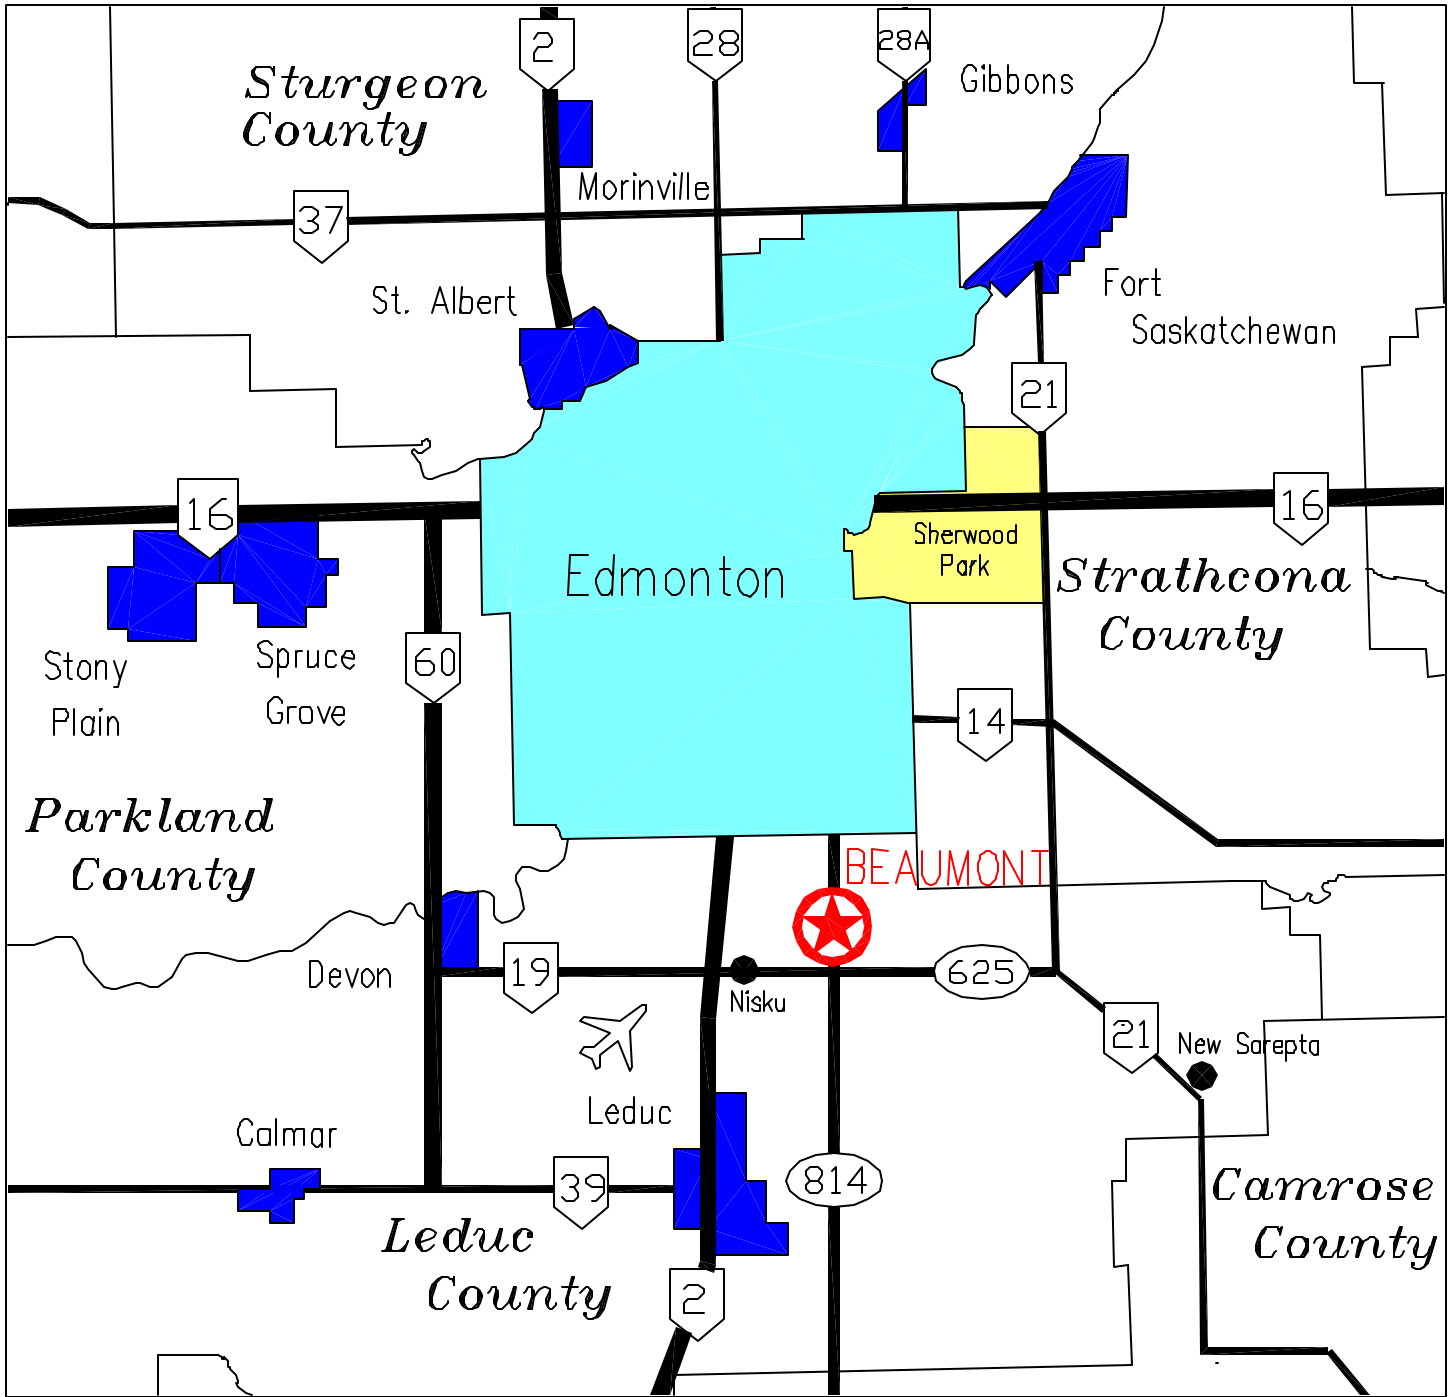 2
28
28A
Sturgeon
County
Gibbons
Morinville
37
St. Albert
Fort
Saskatchewan
21
16
16
Sherwood
Park
Edmonton
Strathcona
County
Stony
Plain
Spruce
Grove
60
14
Parkland
County
BEAUMONT
Devon
19
625
Nisku
21
New Sarepta
Leduc
Calmar
39
814
Camrose
County
Leduc
County
2